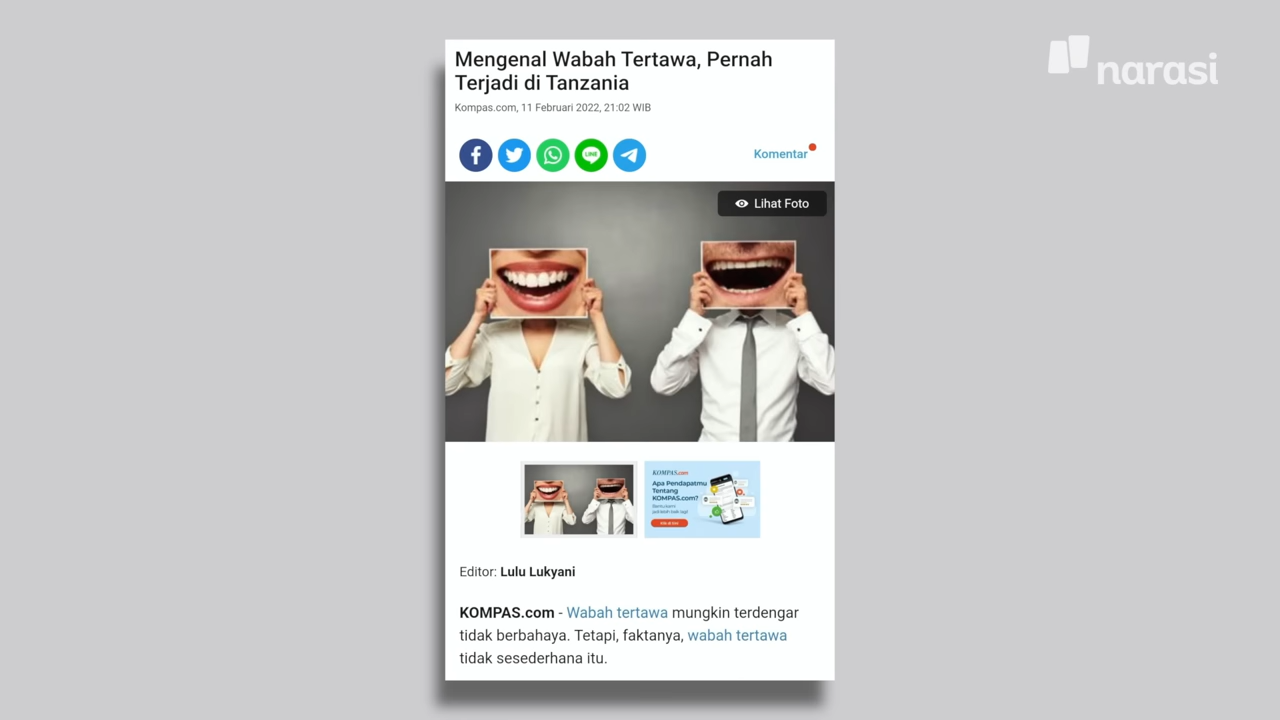 narasi
Mengenal Wabah Tertawa, Pernah
Terjadi di Tanzania
Kompas.com, 11 Februari 2022, 21:02 WIB
LINE
Komentar
Lihat Foto
KOMPAS.com
Apa Pendapatmu
Tentang
KOMPAS.com?
Editor: Lulu Lukyani
KOMPAS.com - Wabah tertawa mungkin terdengar
tidak berbahaya. Tetapi, faktanya, wabah tertawa
tidak sesederhana itu.